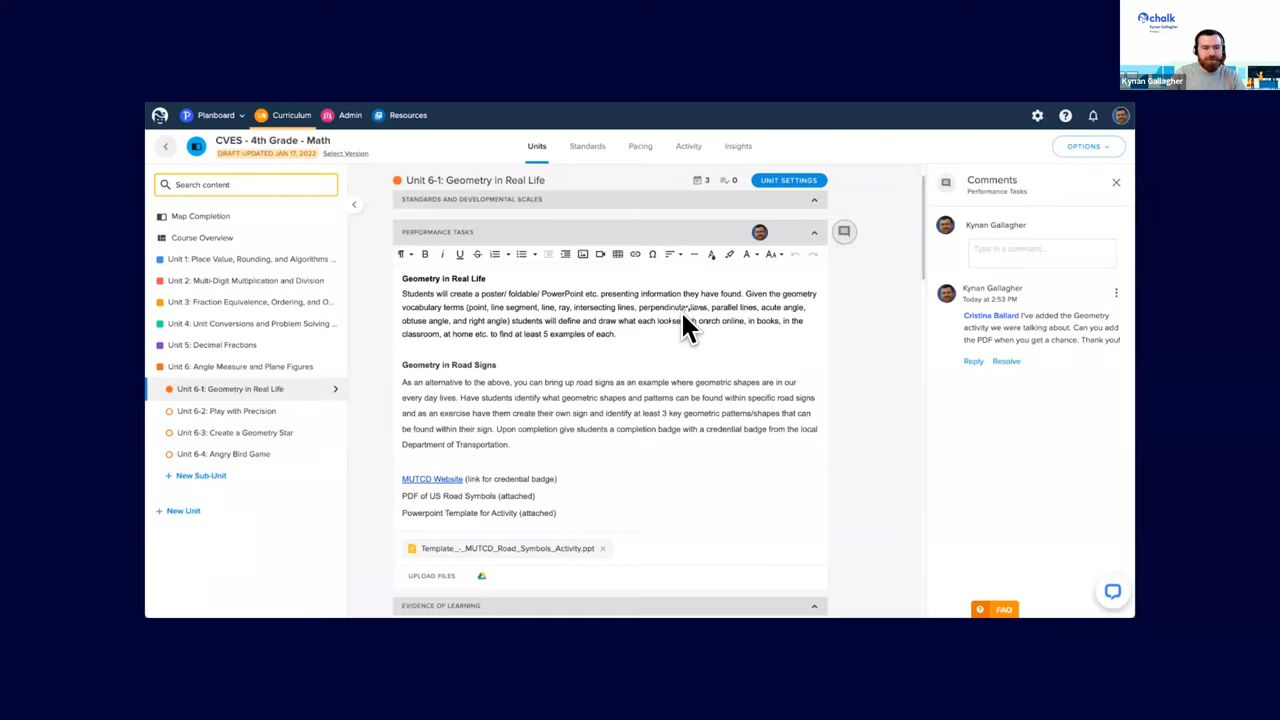 chalk
Kynan Gallagher
Kynan Gallagher
Planboard
Curriculum
Admin
Resources
CVES - 4th Grade - Math
DRAFT UPDATED JAN 17, 2022 Select Version
Units
Standards
Pacing
Activity
Insights
OPTIONS
Search content
Map Completion
Course Overview
Unit 1: Place Value, Rounding, and Algorithms ...
Unit 2: Multi-Digit Multiplication and Division
Unit 3: Fraction Equivalence, Ordering, and O...
Unit 4: Unit Conversions and Problem Solving ...
Unit 5: Decimal Fractions
Unit 6: Angle Measure and Plane Figures
Unit 6-1: Geometry in Real Life
Unit 6-2: Play with Precision
Unit 6-3: Create a Geometry Star
Unit 6-4: Angry Bird Game
+ New Sub-Unit
+ New Unit
Unit 6-1: Geometry in Real Life
3
0
UNIT SETTINGS
STANDARDS AND DEVELOPMENTAL SCALES
PERFORMANCE TASKS
Geometry in Real Life
Students will create a poster/ foldable/ PowerPoint etc. presenting information they have found. Given the geometry
vocabulary terms (point, line segment, line, ray, intersecting lines, perpendicular lines, parallel lines, acute angle,
obtuse angle, and right angle) students will define and draw what each online, in books, in the
classroom, at home etc. to find at least 5 examples of each.
Geometry in Road Signs
As an alternative to the above, you can bring up road signs as an example where geometric shapes are in our
every day lives. Have students identify what geometric shapes and patterns can be found within specific road signs
and as an exercise have them create their own sign and identify at least 3 key geometric patterns/shapes that can
be found within their sign. Upon completion give students a completion badge with a credential badge from the local
Department of Transportation.
MUTCD Website (link for credential badge)
PDF of US Road Symbols (attached)
Powerpoint Template for Activity (attached)
Template_-_MUTCD_Road_Symbols_Activity.ppt
UPLOAD FILES
EVIDENCE OF LEARNING
Comments
Performance Tasks
Kynan Gallagher
Type in a comment...
Kynan Gallagher
Today at 2:53 PM
Cristina Ballard I've added the Geometry
activity we were talking about. Can you add
the PDF when you get a chance. Thank you!
Reply Resolve
FAQ